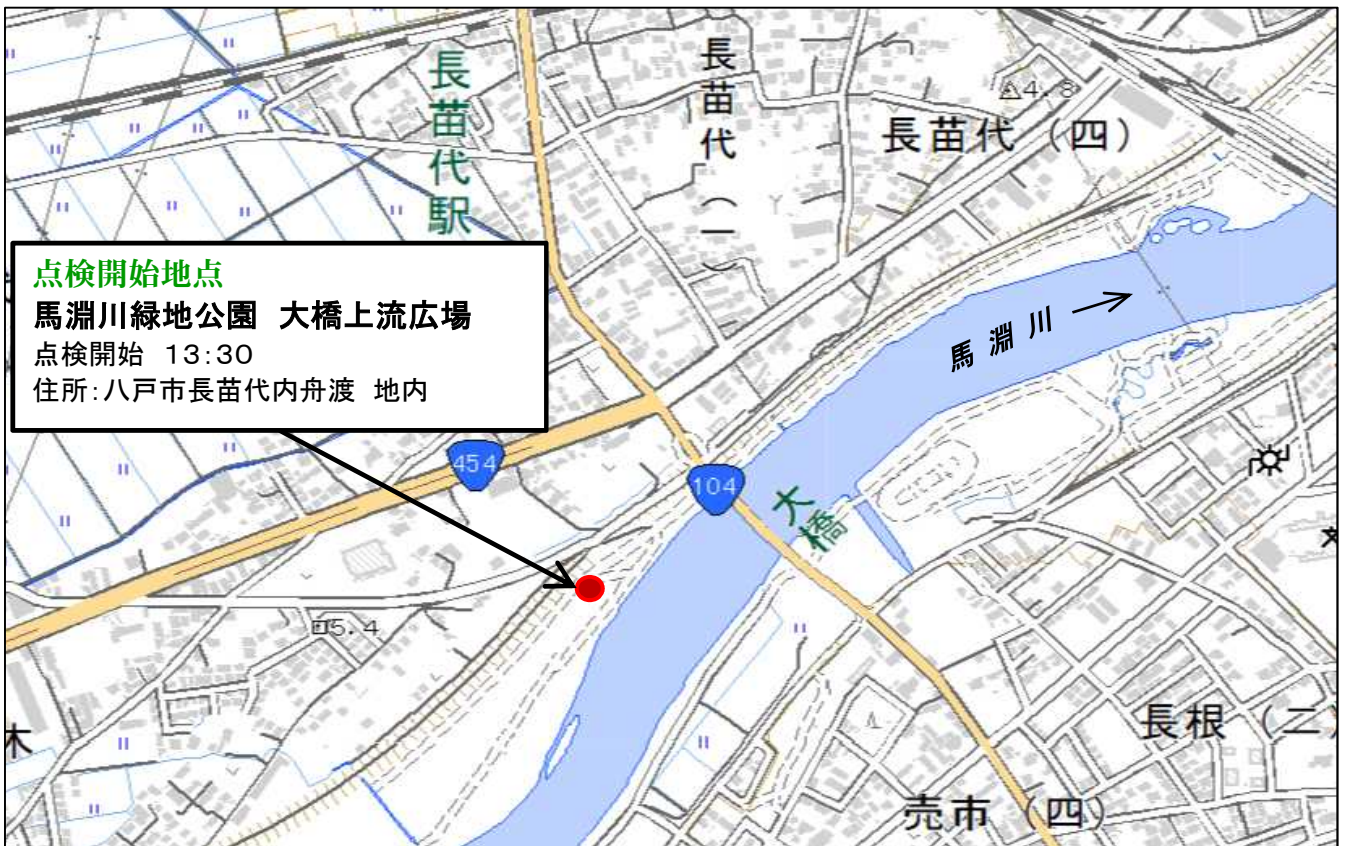 長苗代駅
長苗代（一）
4.8
長苗代（四）
点検開始地点
馬淵川緑地公園 大橋上流広場
点検開始 13:30
住所:八戸市長苗代内舟渡 地内
馬淵川
454
104
大橋
5.4
木
長根（二）
売市（四）